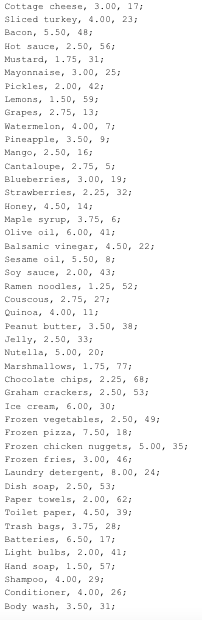 Cottage cheese, 3.00, 17;
Sliced turkey, 4.00, 23;
Bacon, 5.50, 48;
Hot sauce, 2.50, 56;
Mustard, 1.75, 31;
Mayonnaise, 3.00, 25;
Pickles, 2.00, 42;
Lemons, 1.50, 59;
Grapes, 2.75, 13;
Watermelon, 4.00, 7;
Pineapple, 3.50, 9;
Mango, 2.50, 16;
Cantaloupe, 2.75, 5;
Blueberries, 3.00, 19;
Strawberries, 2.25, 32;
Honey, 4.50, 14;
Maple syrup, 3.75, 6;
Olive oil, 6.00, 41;
Balsamic vinegar, 4.50, 22;
Sesame oil, 5.50, 8;
Soy sauce, 2.00, 43;
Ramen noodles, 1.25, 52;
Couscous, 2.75, 27;
Quinoa, 4.00, 11;
Peanut butter, 3.50, 38;
Jelly, 2.50, 33;
Nutella, 5.00, 20;
Marshmallows, 1.75, 77;
Chocolate chips, 2.25, 68;
Graham crackers, 2.50, 53;
Ice cream, 6.00, 30;
Frozen vegetables, 2.50, 49;
Frozen pizza, 7.50, 18;
Frozen chicken nuggets, 5.00, 35;
Frozen fries, 3.00, 46;
Laundry detergent, 8.00, 24;
Dish soap, 2.50, 53;
Paper towels, 2.00, 62;
Toilet paper, 4.50, 39;
Trash bags, 3.75, 28;
Batteries, 6.50, 17;
Light bulbs, 2.00, 41;
Hand soap, 1.50, 57;
Shampoo, 4.00, 29;
Conditioner, 4.00, 26;
Body wash, 3.50, 31;